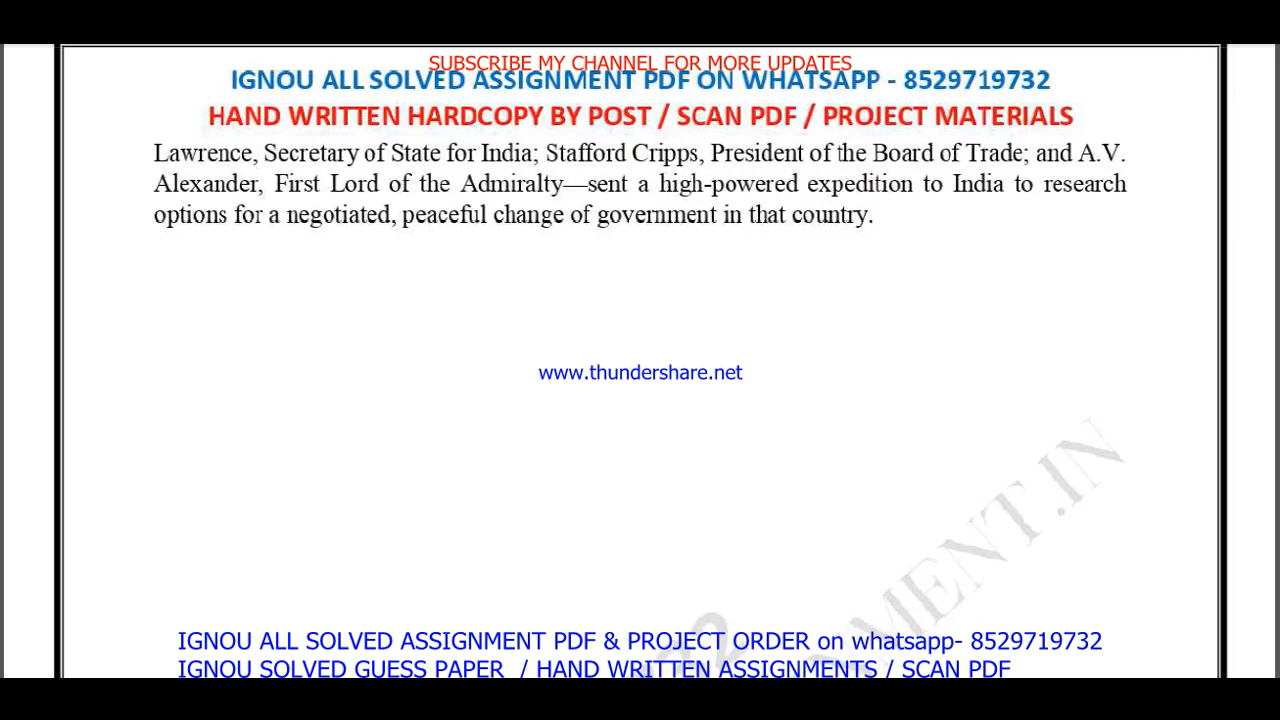 SUBSCRIBE MY CHANNEL FOR MORE UPDATES
IGNOU ALL SOLVED ASSIGNMENT PDF ON WHATSAPP - 8529719732
HAND WRITTEN HARDCOPY BY POST / SCAN PDF / PROJECT MATERIALS
Lawrence, Secretary of State for India; Stafford Cripps, President of the Board of Trade; and A.V.
Alexander, First Lord of the Admiralty—sent a high-powered expedition to India to research
options for a negotiated, peaceful change of government in that country.
www.thundershare.net
MENT.IN
IGNOU ALL SOLVED ASSIGNMENT PDF & PROJECT ORDER on whatsapp- 8529719732
IGNOU SOLVED GUESS PAPER / HAND WRITTEN ASSIGNMENTS / SCAN PDF